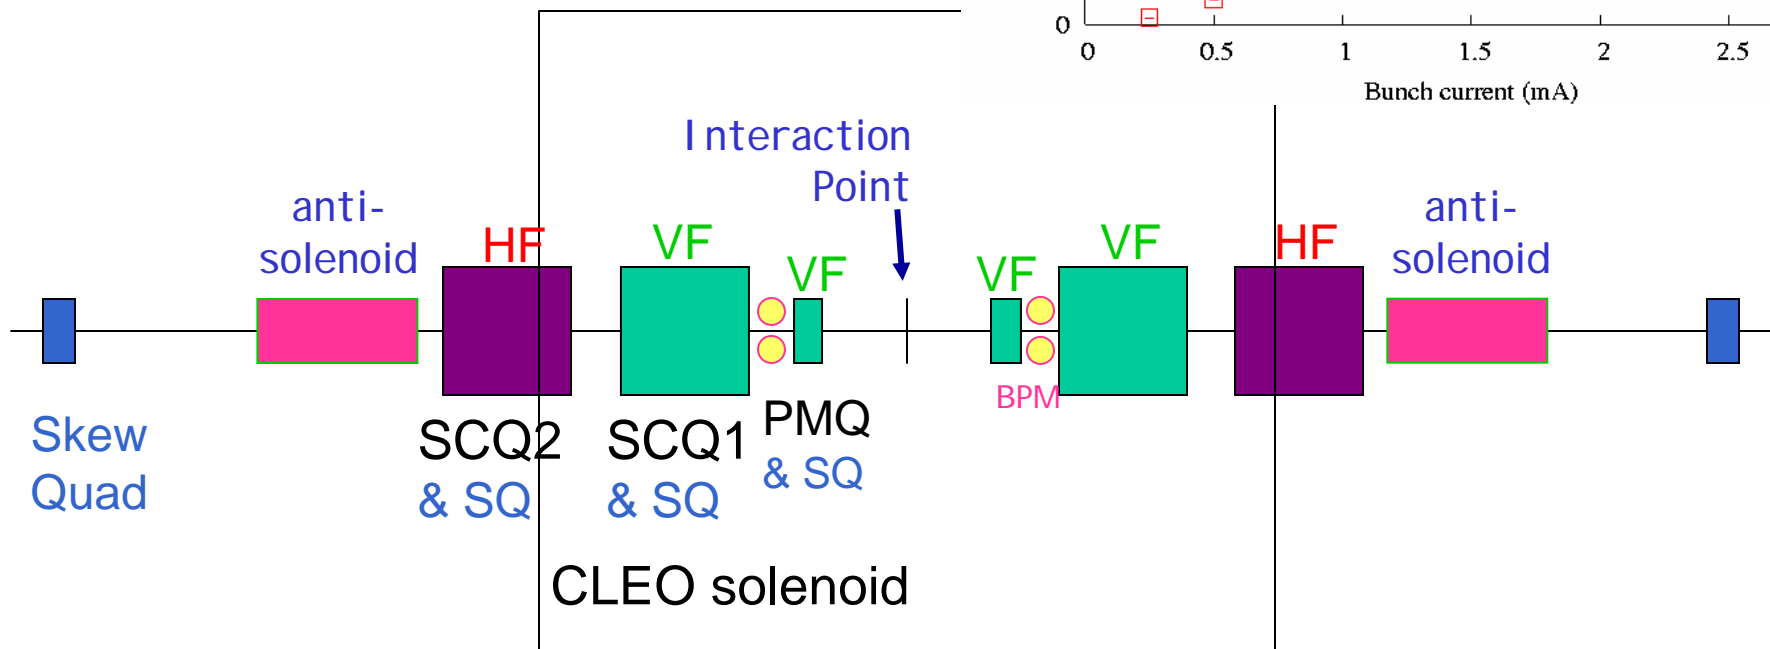 0
0 0.5 1 1.5 2 2.5
Bunch current (mA)
Interaction
Point
anti-
solenoid
HF
VF
VF
VF
VF
HF
anti-
solenoid
BPM
Skew
Quad
SCQ2
& SQ
SCQ1
& SQ
PMQ
& SQ
CLEO solenoid